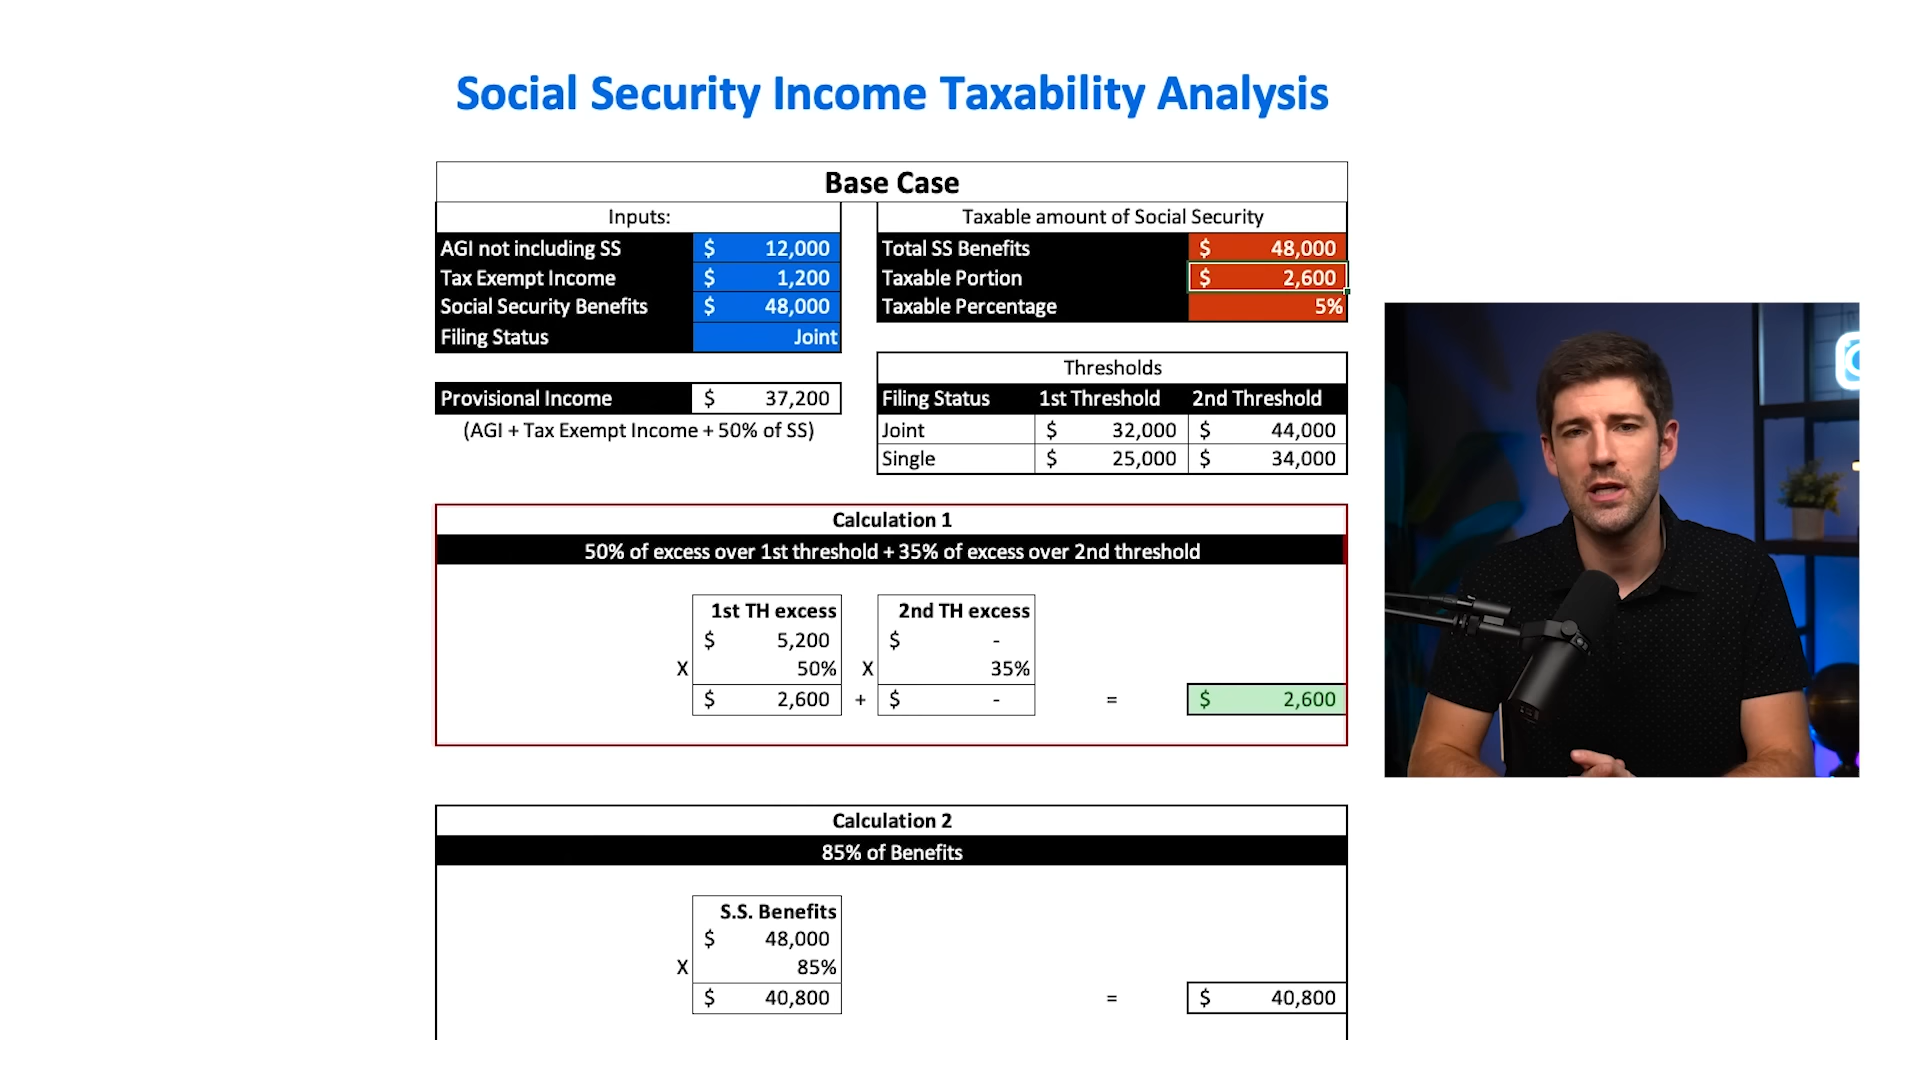 Social Security Income Taxability Analysis
Base Case
Inputs:
AGI not including SS $ 12,000
Tax Exempt Income $ 1,200
Social Security Benefits $ 48,000
Filing Status Joint
Provisional Income $ 37,200
(AGI + Tax Exempt Income + 50% of SS)
Taxable amount of Social Security
Total SS Benefits $ 48,000
Taxable Portion $ 2,600
Taxable Percentage 5%
Thresholds
Filing Status 1st Threshold 2nd Threshold
Joint $ 32,000 $ 44,000
Single $ 25,000 $ 34,000
Calculation 1
50% of excess over 1st threshold + 35% of excess over 2nd threshold
1st TH excess 2nd TH excess
$ 5,200 $ -
X 50% X 35%
$ 2,600 + $ - = $ 2,600
Calculation 2
85% of Benefits
S.S. Benefits
$ 48,000
X 85%
$ 40,800 = $ 40,800